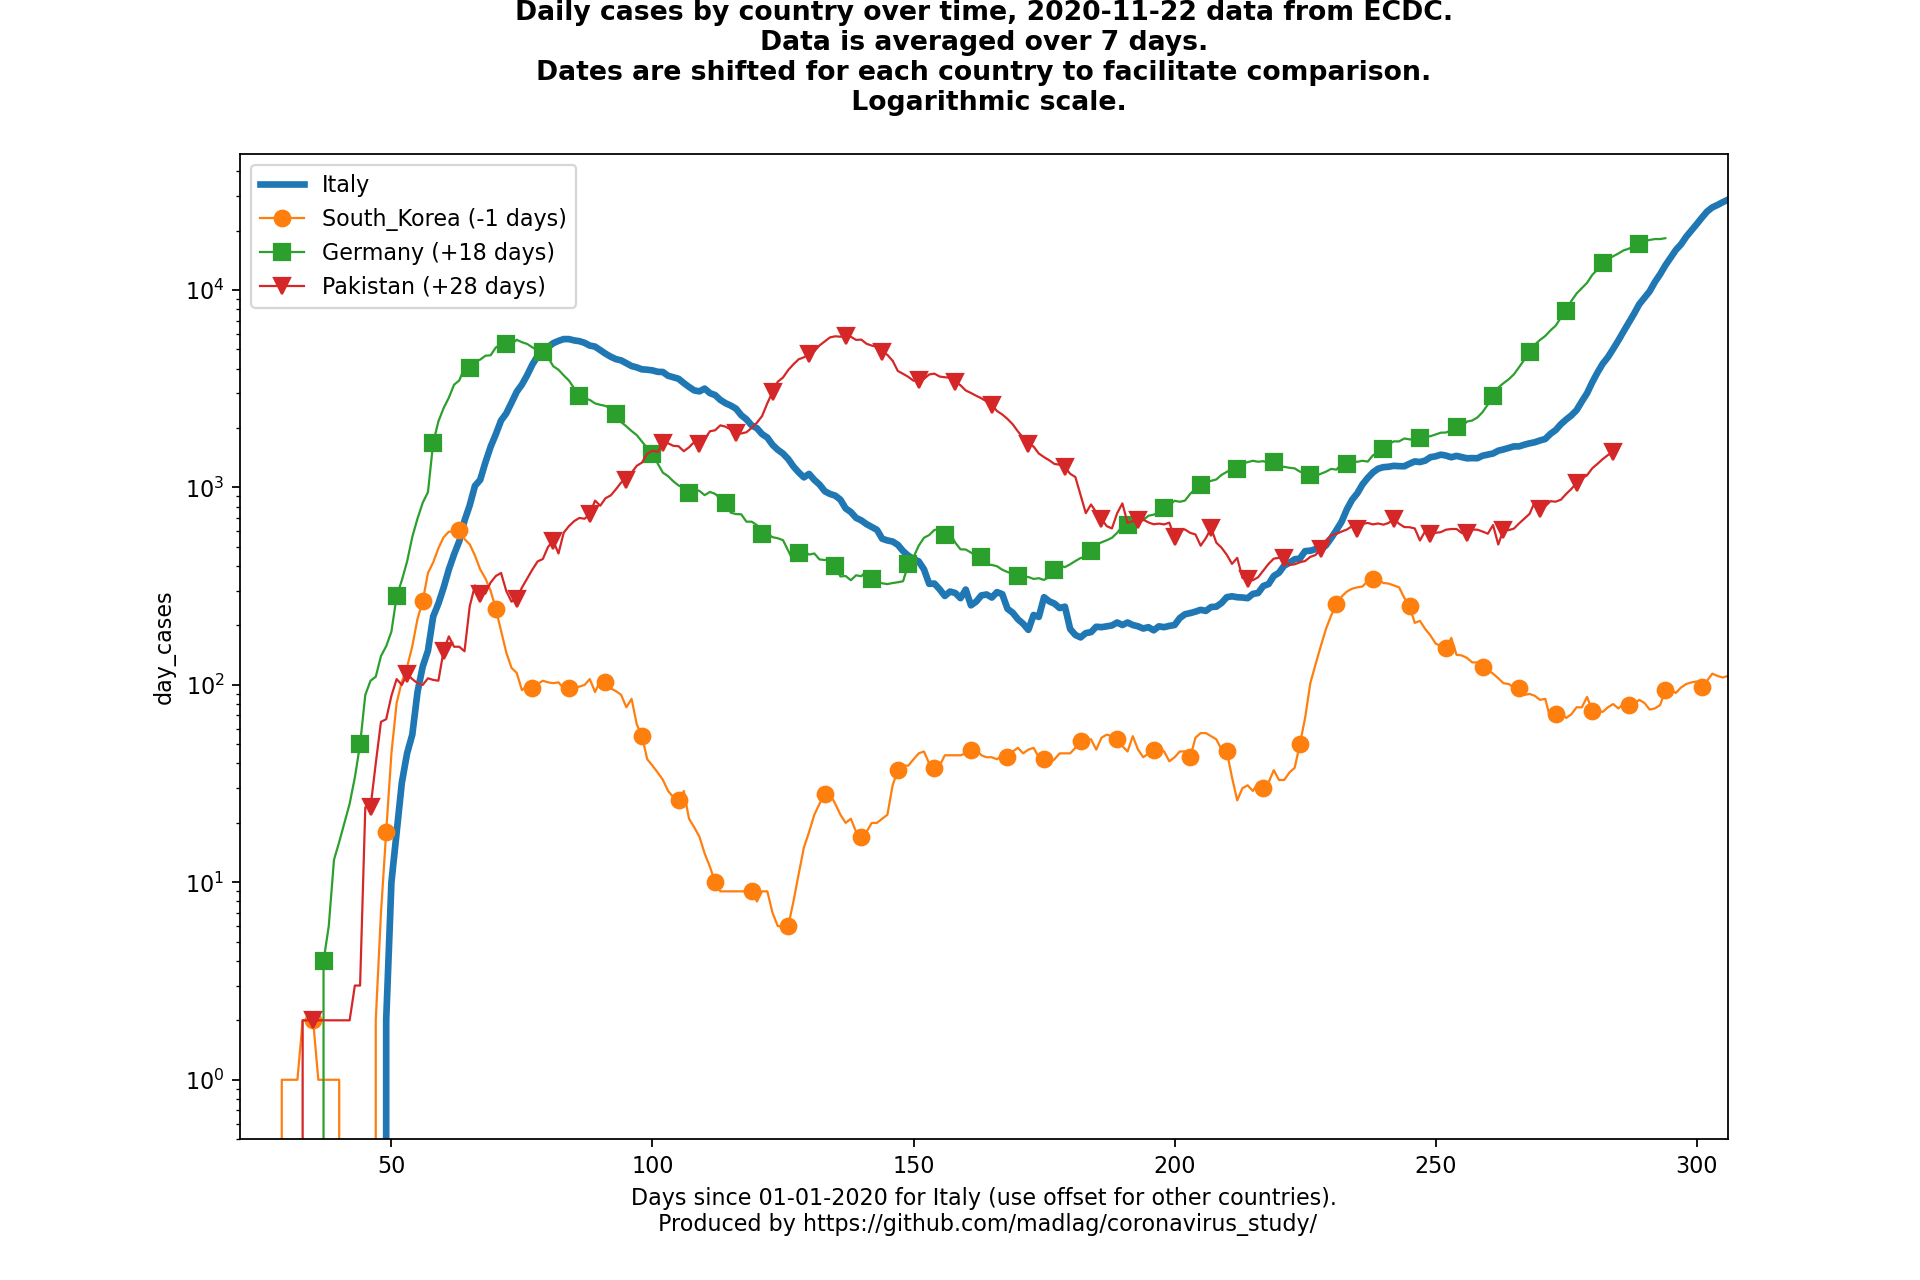 Daily cases by country over time, 2020-11-22 data from ECDC.
Data is averaged over 7 days.
Dates are shifted for each country to facilitate comparison.
Logarithmic scale.
Italy
South_Korea (-1 days)
Germany (+18 days)
Pakistan (+28 days)
10⁴
10³
10²
10¹
10⁰
day_cases
50 100 150 200 250 300
Days since 01-01-2020 for Italy (use offset for other countries).
Produced by https://github.com/madlag/coronavirus_study/